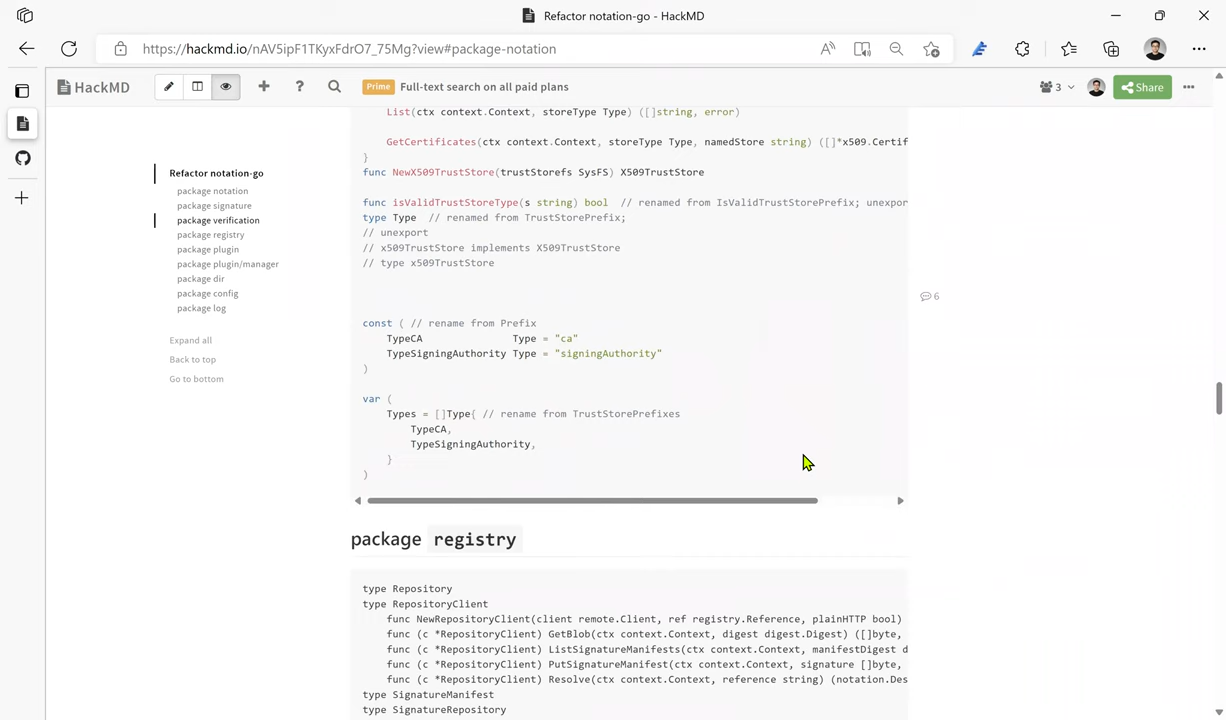 Refactor notation-go - HackMD
https://hackmd.io/nAV5ipF1TKyxFdrO7_75Mg?view#package-notation
HackMD
Prime Full-text search on all paid plans
3
Share
Refactor notation-go
package notation
package signature
package verification
package registry
package plugin
package plugin/manager
package dir
package config
package log
Expand all
Back to top
Go to bottom
List(ctx context.Context, storeType Type) ([]string, error)
GetCertificates(ctx context.Context, storeType Type, namedStore string) ([]*x509.Certif
}
func NewX509TrustStore(trustStorefs SysFS) X509TrustStore
func isValidTrustStoreType(s string) bool // renamed from IsValidTrustStorePrefix; unexpor
type Type // renamed from TrustStorePrefix;
// unexport
// x509TrustStore implements X509TrustStore
// type x509TrustStore
6
const ( // rename from Prefix
TypeCA Type = "ca"
TypeSigningAuthority Type = "signingAuthority"
)
var (
Types = []Type{ // rename from TrustStorePrefixes
TypeCA,
TypeSigningAuthority,
}
)
package registry
type Repository
type RepositoryClient
func NewRepositoryClient(client remote.Client, ref registry.Reference, plainHTTP bool)
func (c *RepositoryClient) GetBlob(ctx context.Context, digest digest.Digest) ([]byte,
func (c *RepositoryClient) ListSignatureManifests(ctx context.Context, manifestDigest d
func (c *RepositoryClient) PutSignatureManifest(ctx context.Context, signature []byte,
func (c *RepositoryClient) Resolve(ctx context.Context, reference string) (notation.Des
type SignatureManifest
type SignatureRepository